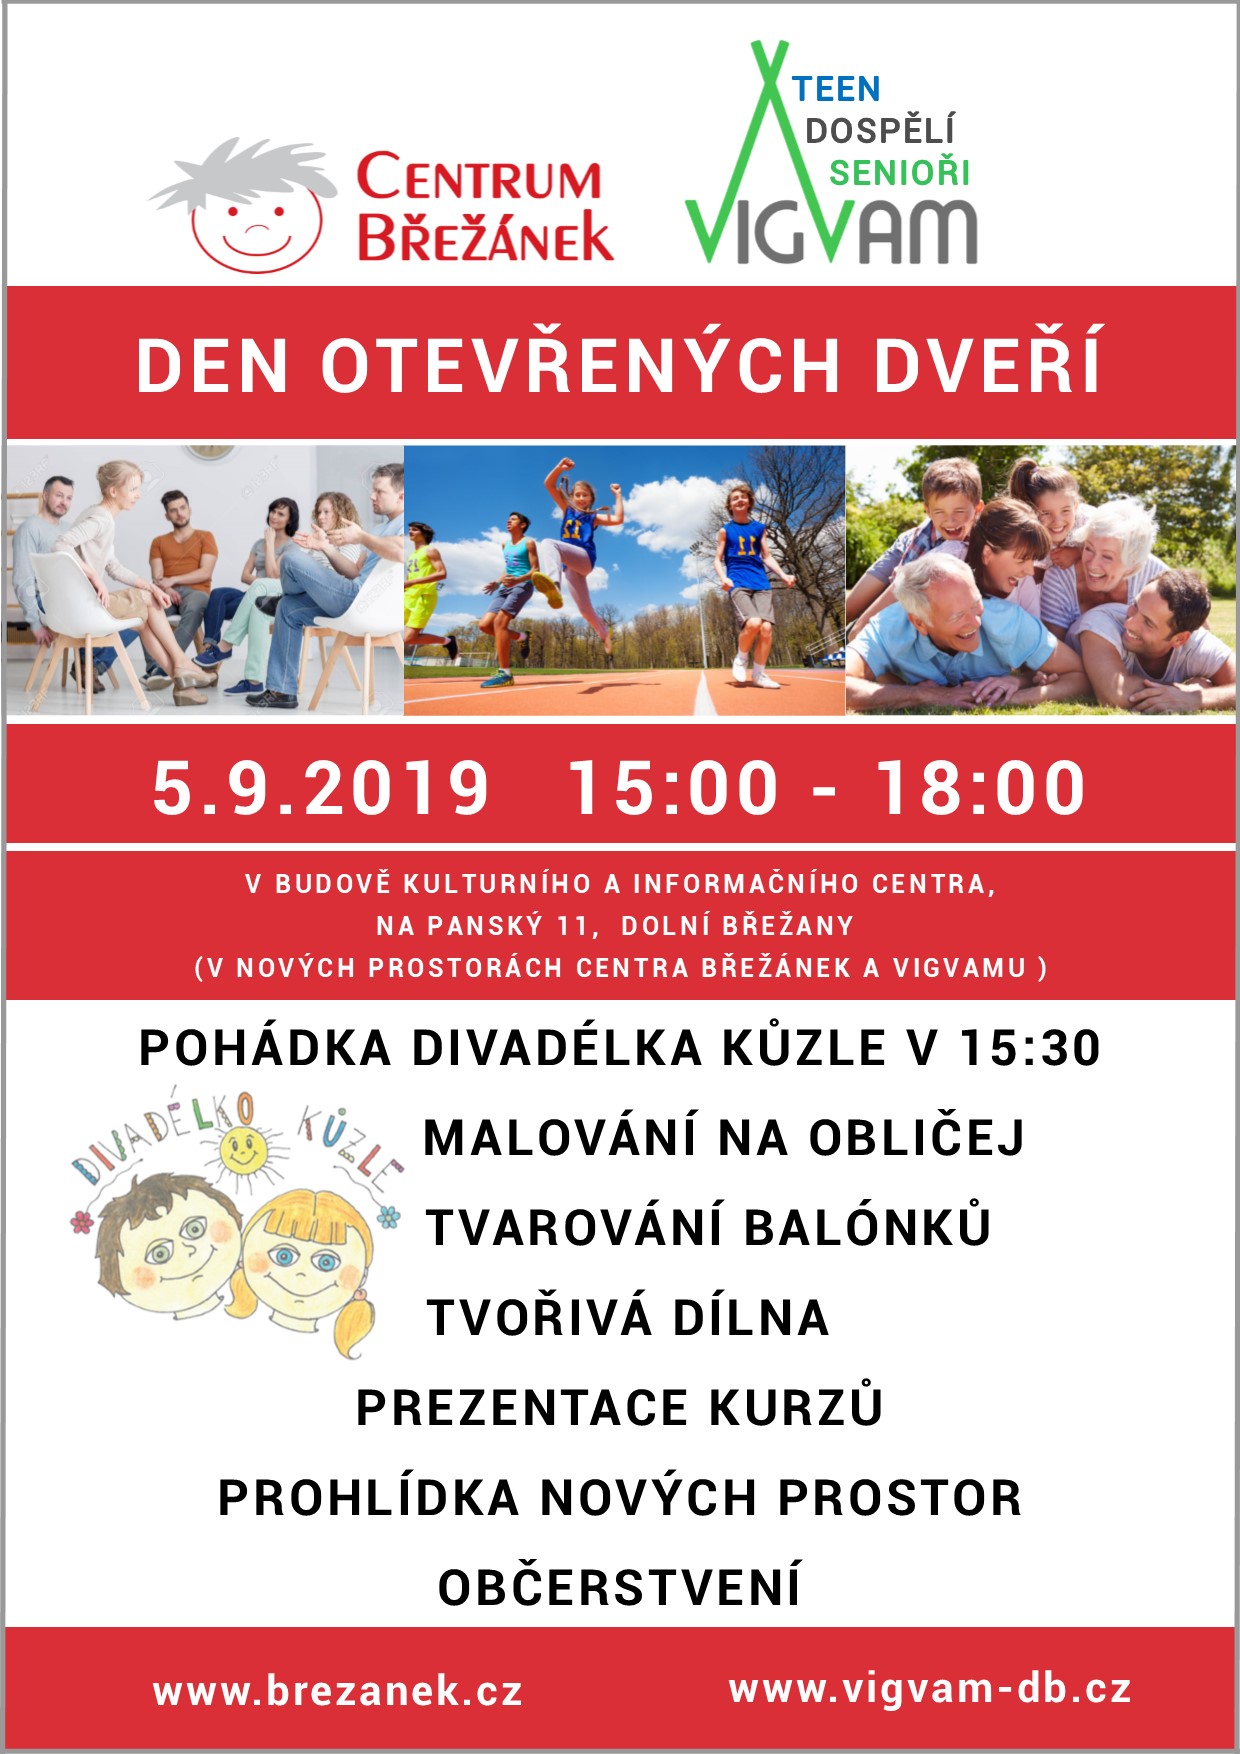 TEEN
DOSPĚLÍ
SENIOŘI
CENTRUM
BŘEŽÁNEK
VIGVAM
DEN OTEVŘENÝCH DVEŘÍ
12
11
5.9.2019 15:00 - 18:00
V BUDOVĚ KULTURNÍHO A INFORMAČNÍHO CENTRA,
NA PANSKÝ 11, DOLNÍ BŘEŽANY
(V NOVÝCH PROSTORÁCH CENTRA BŘEŽÁNEK A VIGVAMU )
POHÁDKA DIVADÉLKA KŮZLE V 15:30
DIVADÉLKO KŮZLE
MALOVÁNÍ NA OBLIČEJ
TVAROVÁNÍ BALÓNKŮ
TVOŘIVÁ DÍLNA
PREZENTACE KURZŮ
PROHLÍDKA NOVÝCH PROSTOR
OBČERSTVENÍ
www.brezanek.cz
www.vigvam-db.cz